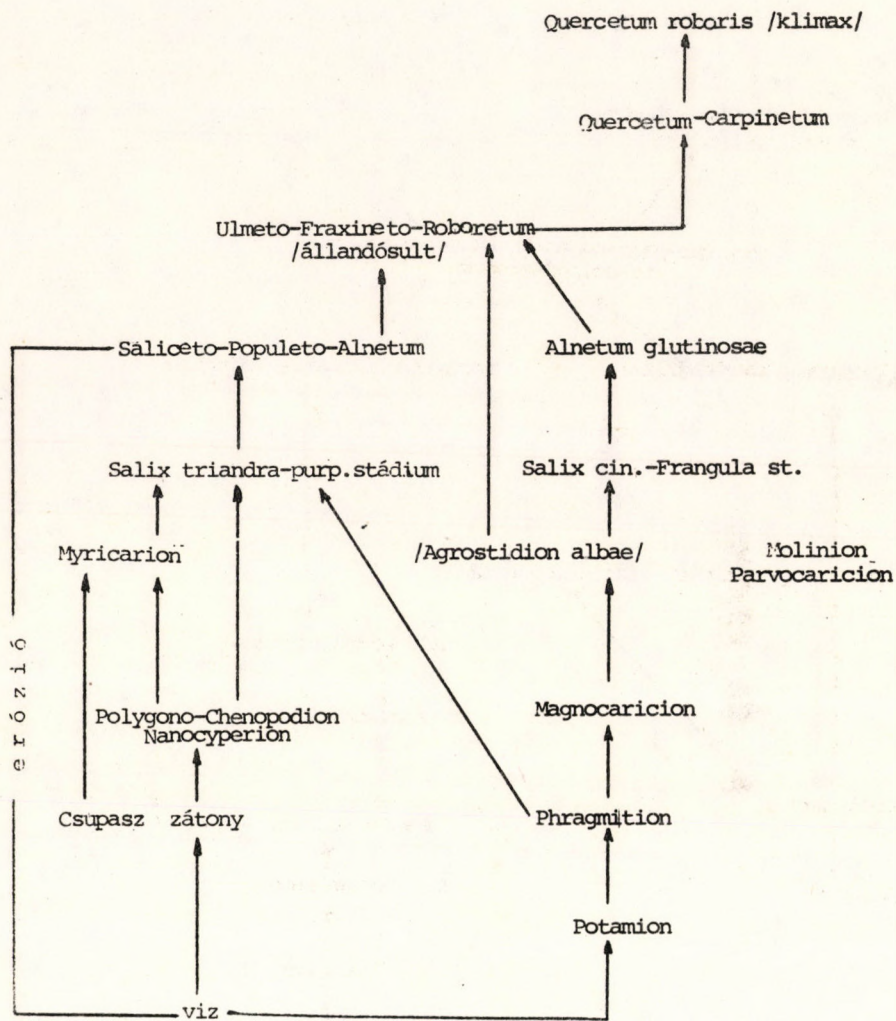 Quercetum roboris /klimax/
Quercetum-Carpinetum
Ulmeto-Fraxineto-Roboretum
/állandósult/
Saliceto-Populeto-Alnetum
Alnetum glutinosae
Salix triandra-purp.stádium
Salix cin.-Frangula st.
Myricarion
/Agrostidion albae/
Molinion
Parvocarición
erózió
Polygono-Chenopodion
Nanocyperion
Magnocaricion
Csupasz zátony
Phragmition
Potamion
viz